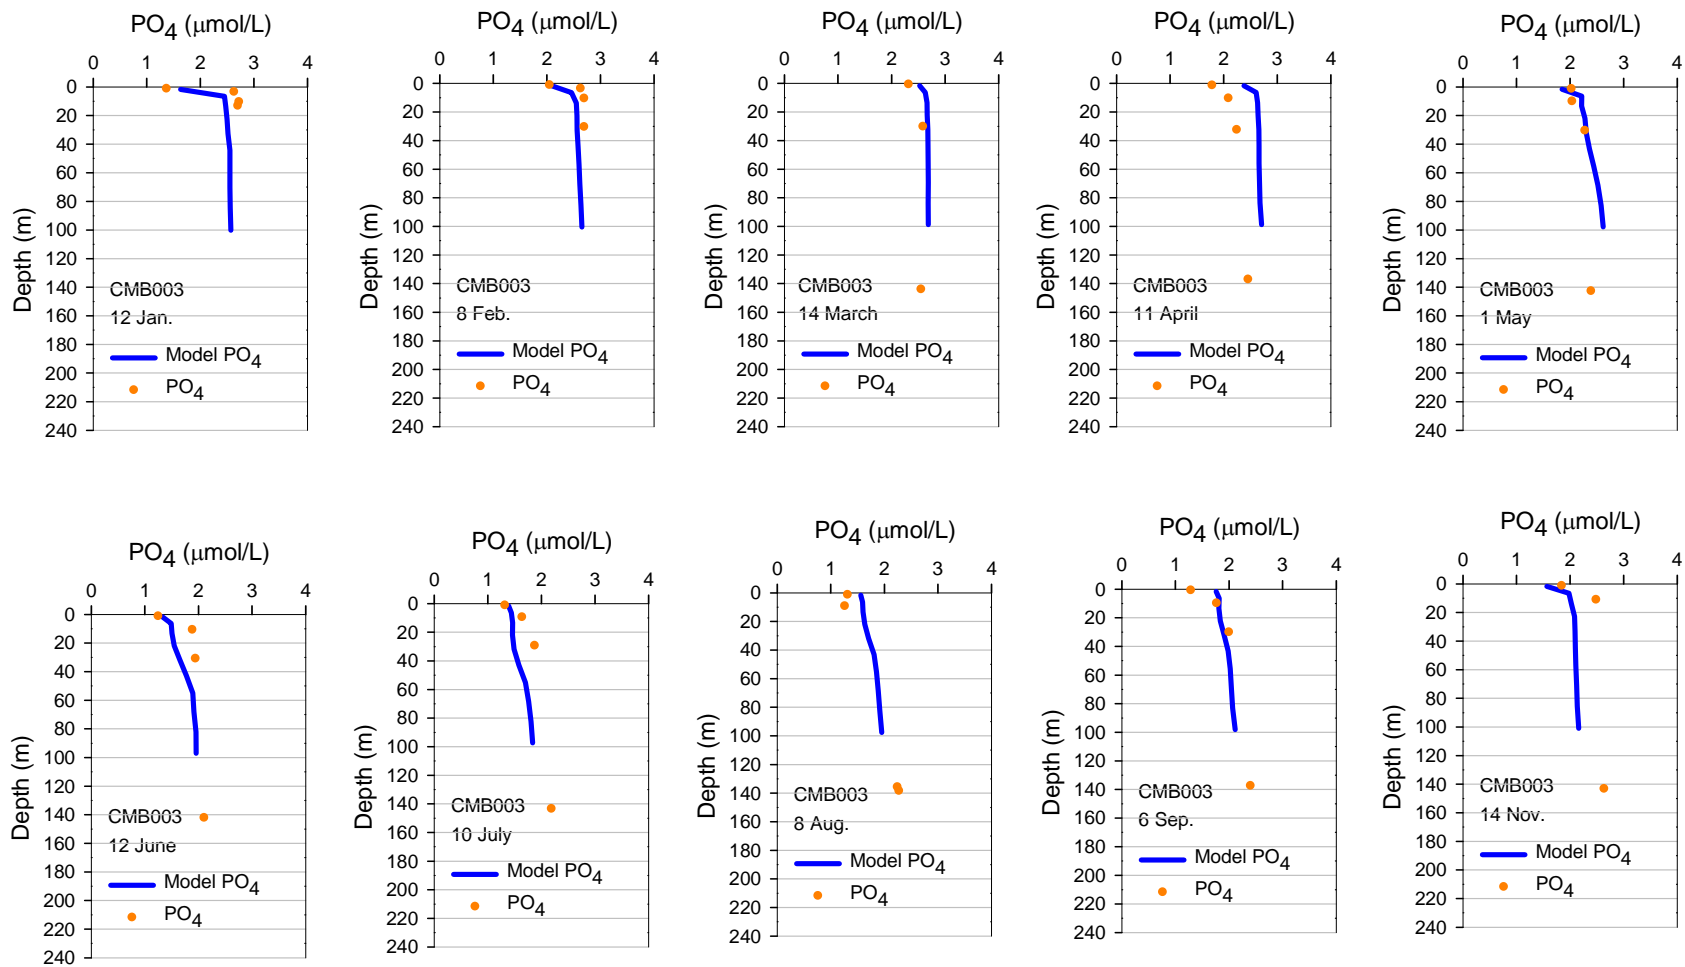 PO4 (μmol/L)
0 1 2 3 4
0
20
40
60
80
100
120
140
160
180
200
220
240
Depth (m)
CMB003
12 Jan.
Model PO4
PO4
PO4 (μmol/L)
0 1 2 3 4
0
20
40
60
80
100
120
140
160
180
200
220
240
Depth (m)
CMB003
8 Feb.
Model PO4
PO4
PO4 (μmol/L)
0 1 2 3 4
0
20
40
60
80
100
120
140
160
180
200
220
240
Depth (m)
CMB003
14 March
Model PO4
PO4
PO4 (μmol/L)
0 1 2 3 4
0
20
40
60
80
100
120
140
160
180
200
220
240
Depth (m)
CMB003
11 April
Model PO4
PO4
PO4 (μmol/L)
0 1 2 3 4
0
20
40
60
80
100
120
140
160
180
200
220
240
Depth (m)
CMB003
1 May
Model PO4
PO4
PO4 (μmol/L)
0 1 2 3 4
0
20
40
60
80
100
120
140
160
180
200
220
240
Depth (m)
CMB003
12 June
Model PO4
PO4
PO4 (μmol/L)
0 1 2 3 4
0
20
40
60
80
100
120
140
160
180
200
220
240
Depth (m)
CMB003
10 July
Model PO4
PO4
PO4 (μmol/L)
0 1 2 3 4
0
20
40
60
80
100
120
140
160
180
200
220
240
Depth (m)
CMB003
8 Aug.
Model PO4
PO4
PO4 (μmol/L)
0 1 2 3 4
0
20
40
60
80
100
120
140
160
180
200
220
240
Depth (m)
CMB003
6 Sep.
Model PO4
PO4
PO4 (μmol/L)
0 1 2 3 4
0
20
40
60
80
100
120
140
160
180
200
220
240
Depth (m)
CMB003
14 Nov.
Model PO4
PO4